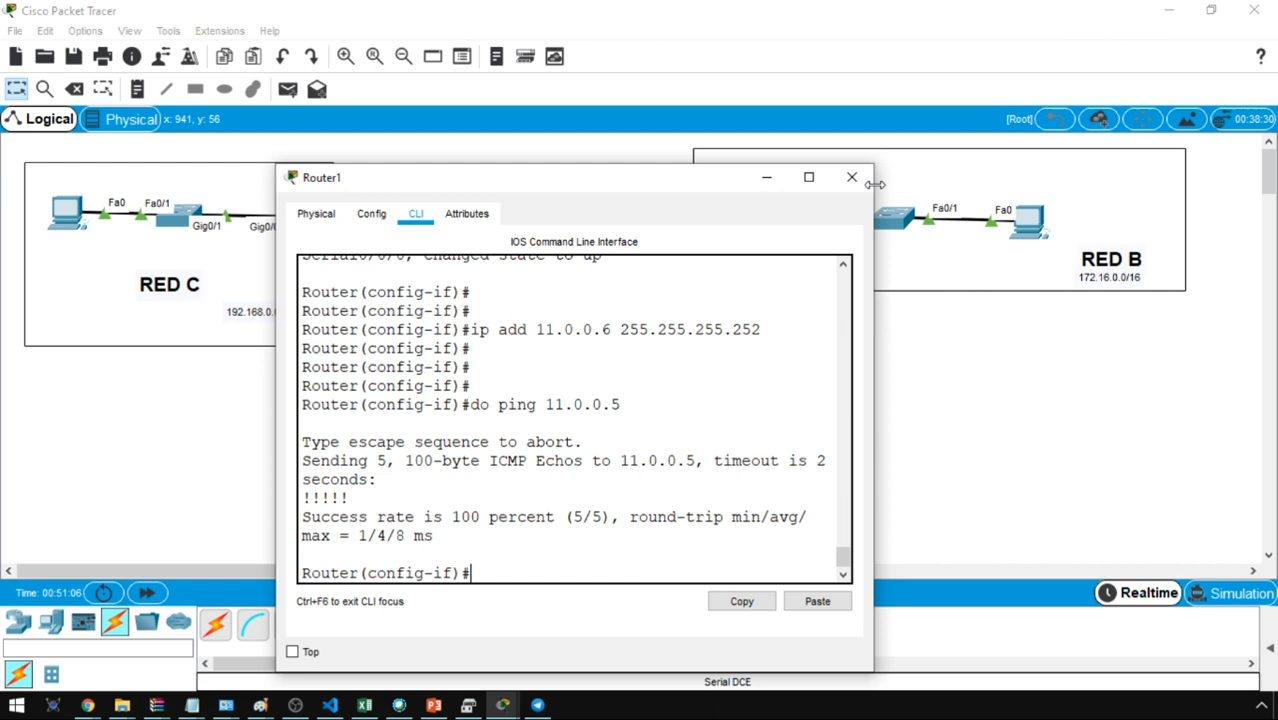 Cisco Packet Tracer
File Edit Options View Tools Extensions Help
Logical Physical x: 941, y: 56 [Root] 00:38:30
Router1
Physical Config CLI Attributes
IOS Command Line Interface
Serial0/0/0, changed state to up
Router(config-if)#
Router(config-if)#
Router(config-if)#ip add 11.0.0.6 255.255.255.252
Router(config-if)#
Router(config-if)#
Router(config-if)#
Router(config-if)#do ping 11.0.0.5
Type escape sequence to abort.
Sending 5, 100-byte ICMP Echos to 11.0.0.5, timeout is 2
seconds:
!!!!!
Success rate is 100 percent (5/5), round-trip min/avg/
max = 1/4/8 ms
Router(config-if)#
Ctrl+F6 to exit CLI focus
Copy Paste
Top
Fa0 Fa0/1
Gig0/1
RED C
Fa0/1 Fa0
RED B
172.16.0.0/16
Time: 00:51:06
Realtime Simulation
Serial DCE